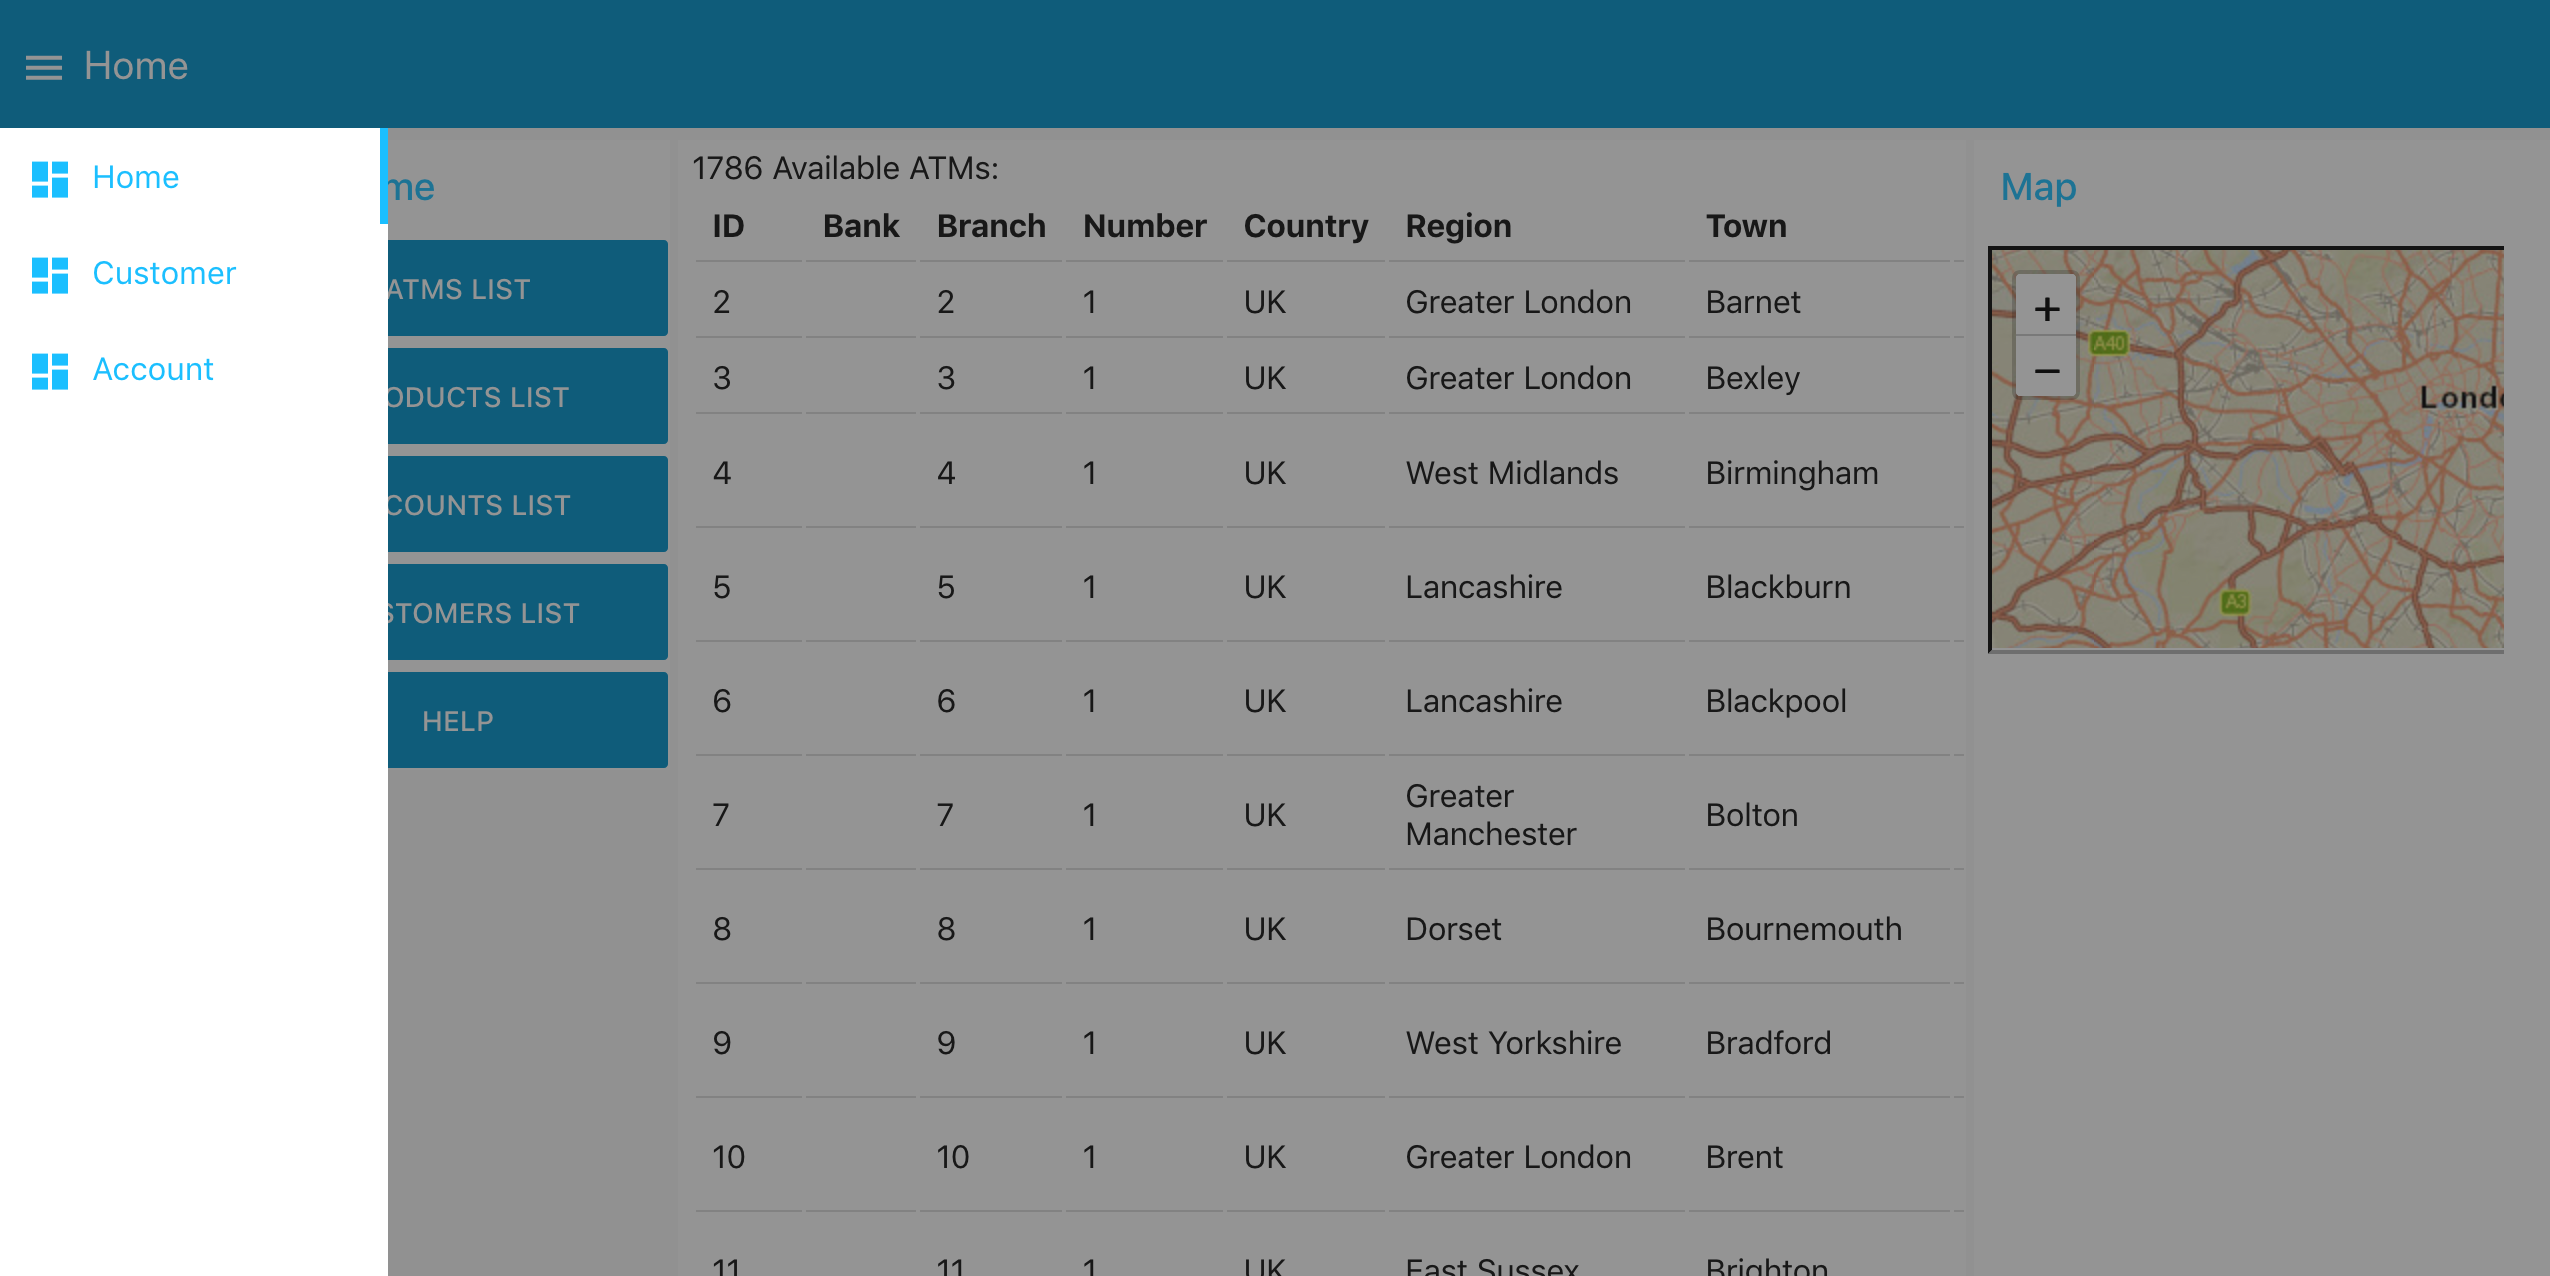 Home
Home
Customer
Account
me
ATMS LIST
ODUCTS LIST
COUNTS LIST
STOMERS LIST
HELP
1786 Available ATMs:
ID Bank Branch Number Country Region Town
2 2 1 UK Greater London Barnet
3 3 1 UK Greater London Bexley
4 4 1 UK West Midlands Birmingham
5 5 1 UK Lancashire Blackburn
6 6 1 UK Lancashire Blackpool
7 7 1 UK Greater Manchester Bolton
8 8 1 UK Dorset Bournemouth
9 9 1 UK West Yorkshire Bradford
10 10 1 UK Greater London Brent
11 11 1 UK East Sussex Brighton
Map
+
−
A40
Lond
A3